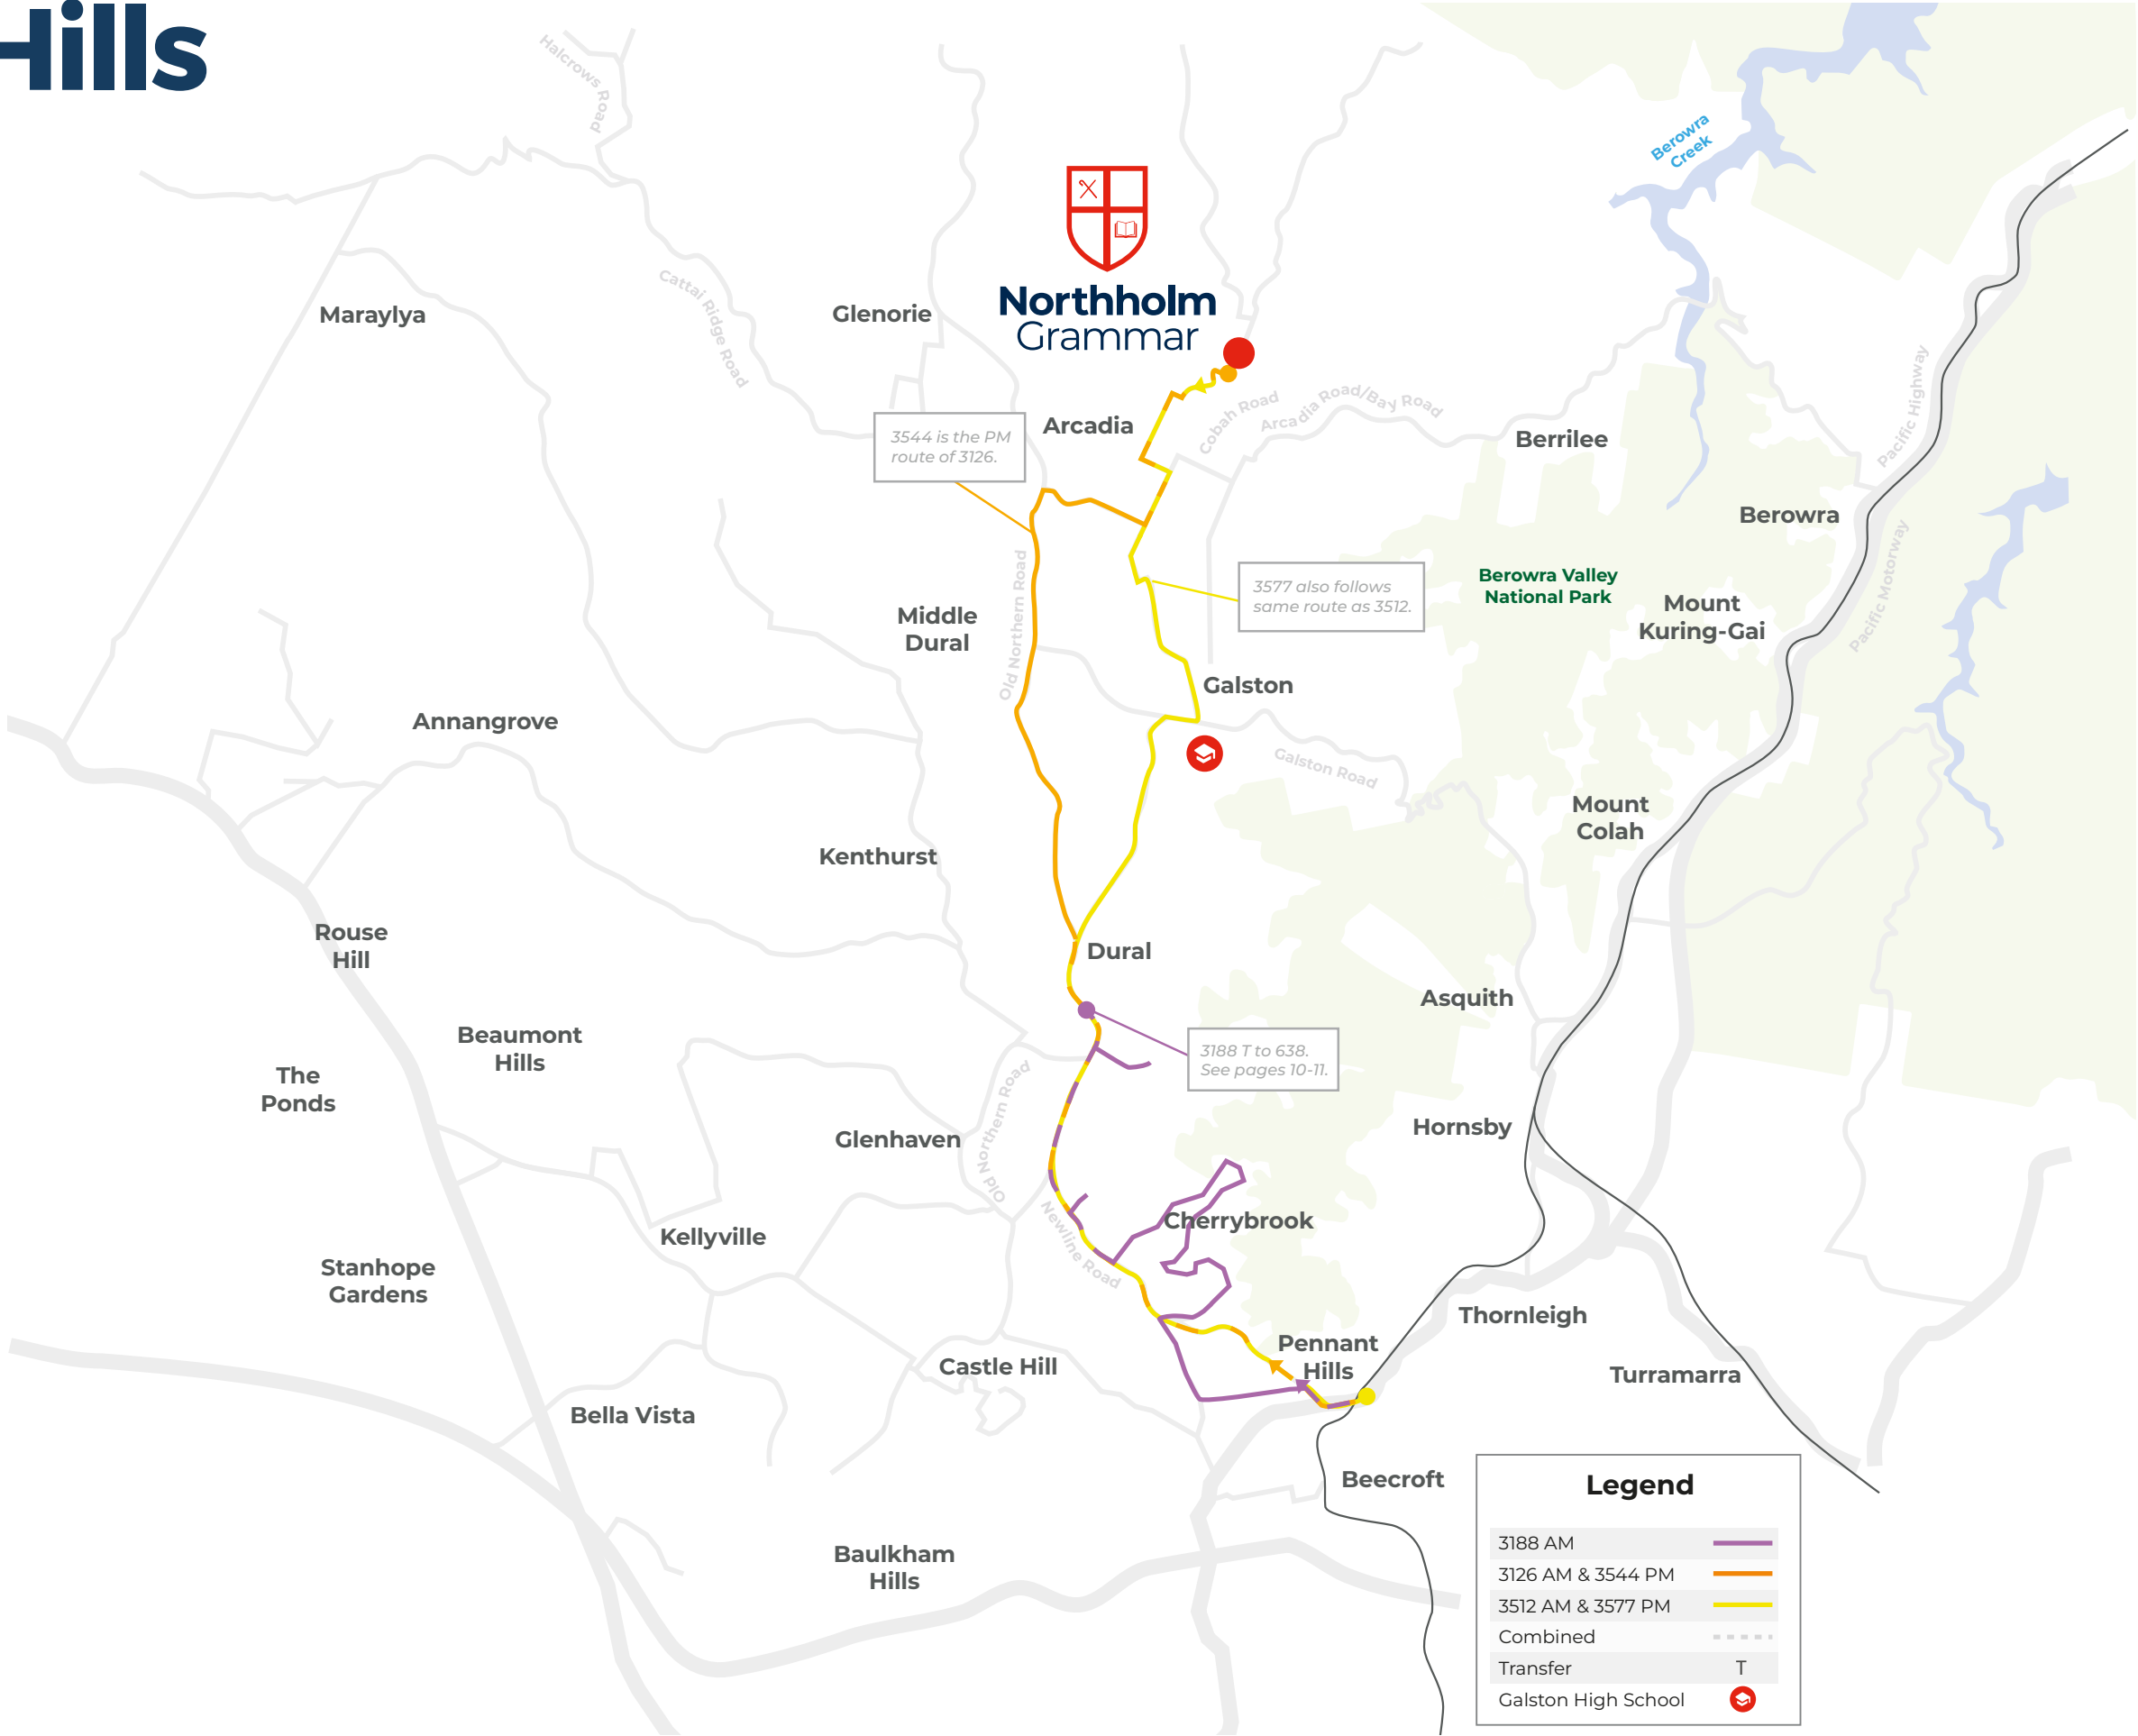 Hills
Halcrows Road
Berowra
Creek
Cattai Ridge Road
Maraylya
Glenorie
Northholm
Grammar
Pacific Highway
Arcadia
Cobah Road
Arcadia Road/Bay Road
Berrilee
3544 is the PM
route of 3126.
Berowra
Pacific Motorway
Old Northern Road
3577 also follows
same route as 3512.
Berowra Valley
National Park
Mount
Kuring-Gai
Middle
Dural
Galston
Annangrove
Galston Road
Mount
Colah
Kenthurst
Rouse
Hill
Dural
Asquith
Beaumont
Hills
3188 T to 638.
See pages 10-11.
The
Ponds
Old Northern Road
Hornsby
Glenhaven
Newline Road
Cherrybrook
Kellyville
Stanhope
Gardens
Thornleigh
Pennant
Hills
Castle Hill
Turramarra
Bella Vista
Beecroft
Baulkham
Hills
Legend
3188 AM
3126 AM & 3544 PM
3512 AM & 3577 PM
Combined
Transfer T
Galston High School